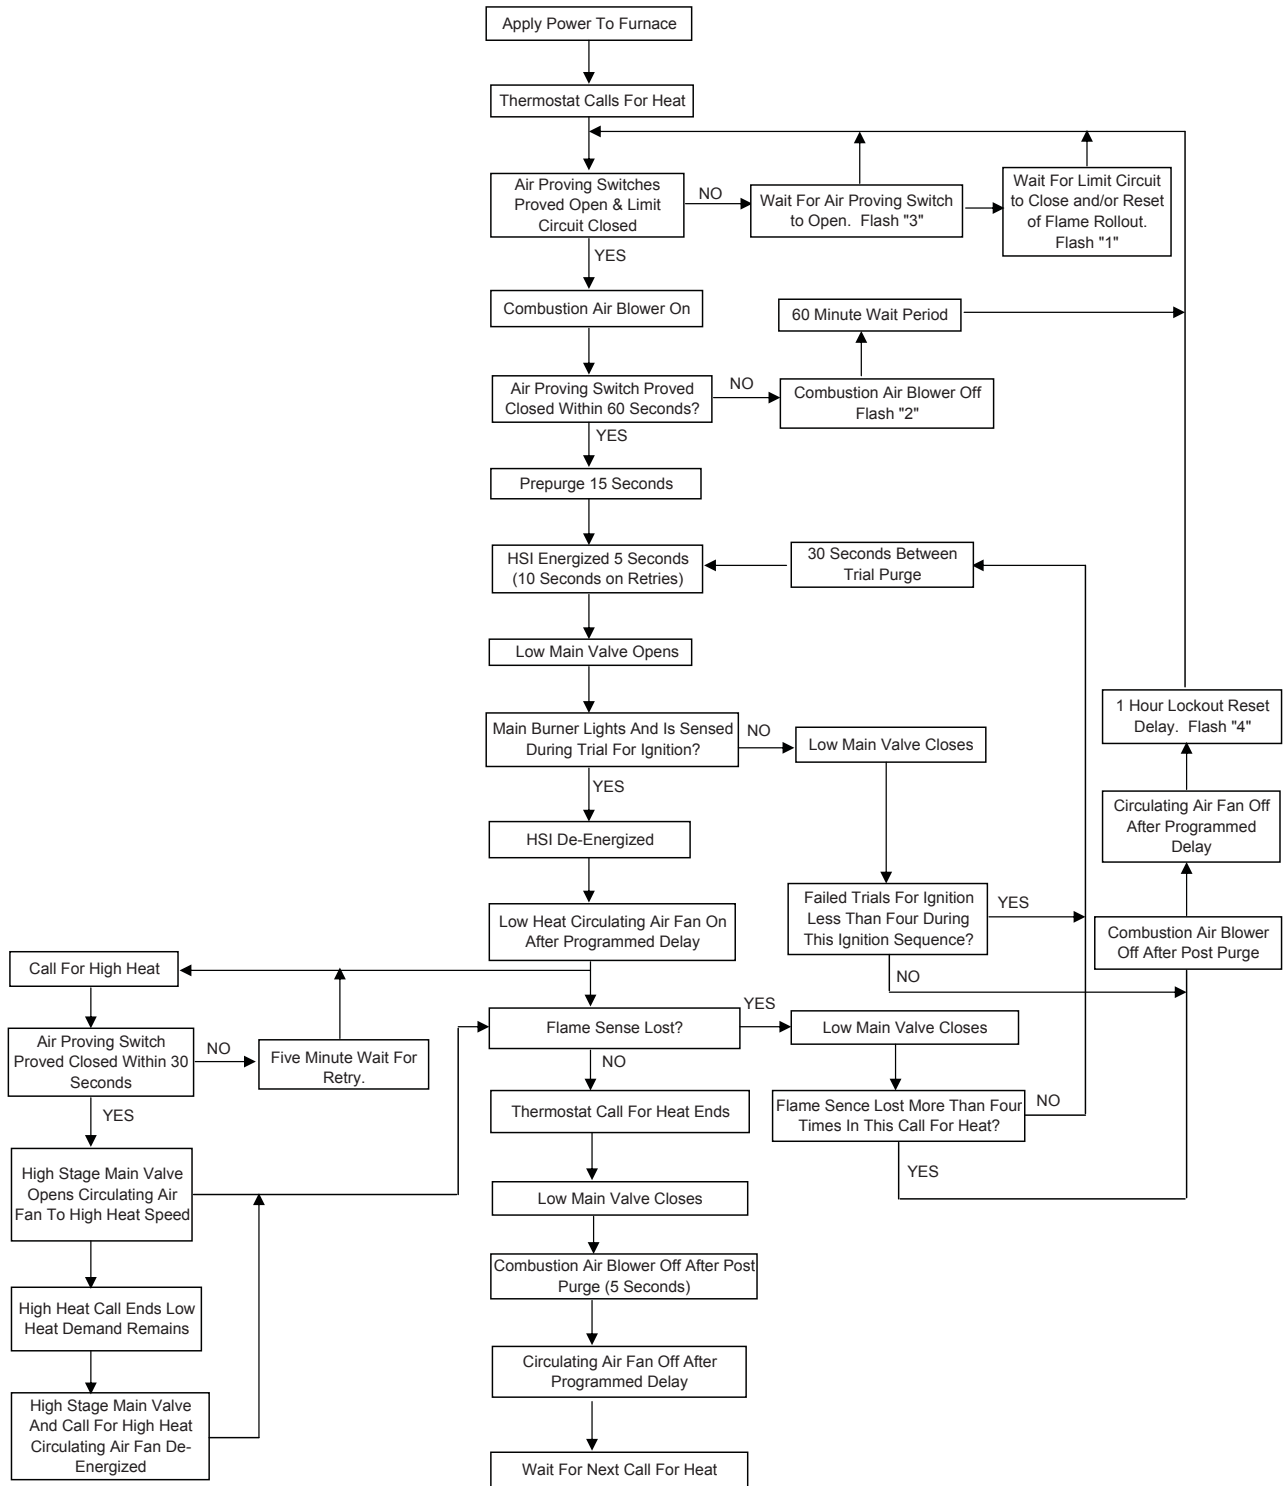 Apply Power To Furnace
Thermostat Calls For Heat
Air Proving Switches
Proved Open & Limit
Circuit Closed
NO
Wait For Air Proving Switch
to Open.  Flash "3"
Wait For Limit Circuit
to Close and/or Reset
of Flame Rollout.
Flash "1"
YES
Combustion Air Blower On
60 Minute Wait Period
Air Proving Switch Proved
Closed Within 60 Seconds?
NO
Combustion Air Blower Off
Flash "2"
YES
Prepurge 15 Seconds
HSI Energized 5 Seconds
(10 Seconds on Retries)
30 Seconds Between
Trial Purge
Low Main Valve Opens
Main Burner Lights And Is Sensed
During Trial For Ignition?
NO
Low Main Valve Closes
1 Hour Lockout Reset
Delay.  Flash "4"
YES
HSI De-Energized
Circulating Air Fan Off
After Programmed
Delay
Low Heat Circulating Air Fan On
After Programmed Delay
Failed Trials For Ignition
Less Than Four During
This Ignition Sequence?
YES
NO
Combustion Air Blower
Off After Post Purge
Call For High Heat
Air Proving Switch
Proved Closed Within 30
Seconds
NO
Five Minute Wait For
Retry.
Flame Sense Lost?
YES
Low Main Valve Closes
NO
YES
Thermostat Call For Heat Ends
Flame Sence Lost More Than Four
Times In This Call For Heat?
NO
YES
High Stage Main Valve
Opens Circulating Air
Fan To High Heat Speed
Low Main Valve Closes
Combustion Air Blower Off After Post
Purge (5 Seconds)
High Heat Call Ends Low
Heat Demand Remains
Circulating Air Fan Off After
Programmed Delay
High Stage Main Valve
And Call For High Heat
Circulating Air Fan De-
Energized
Wait For Next Call For Heat